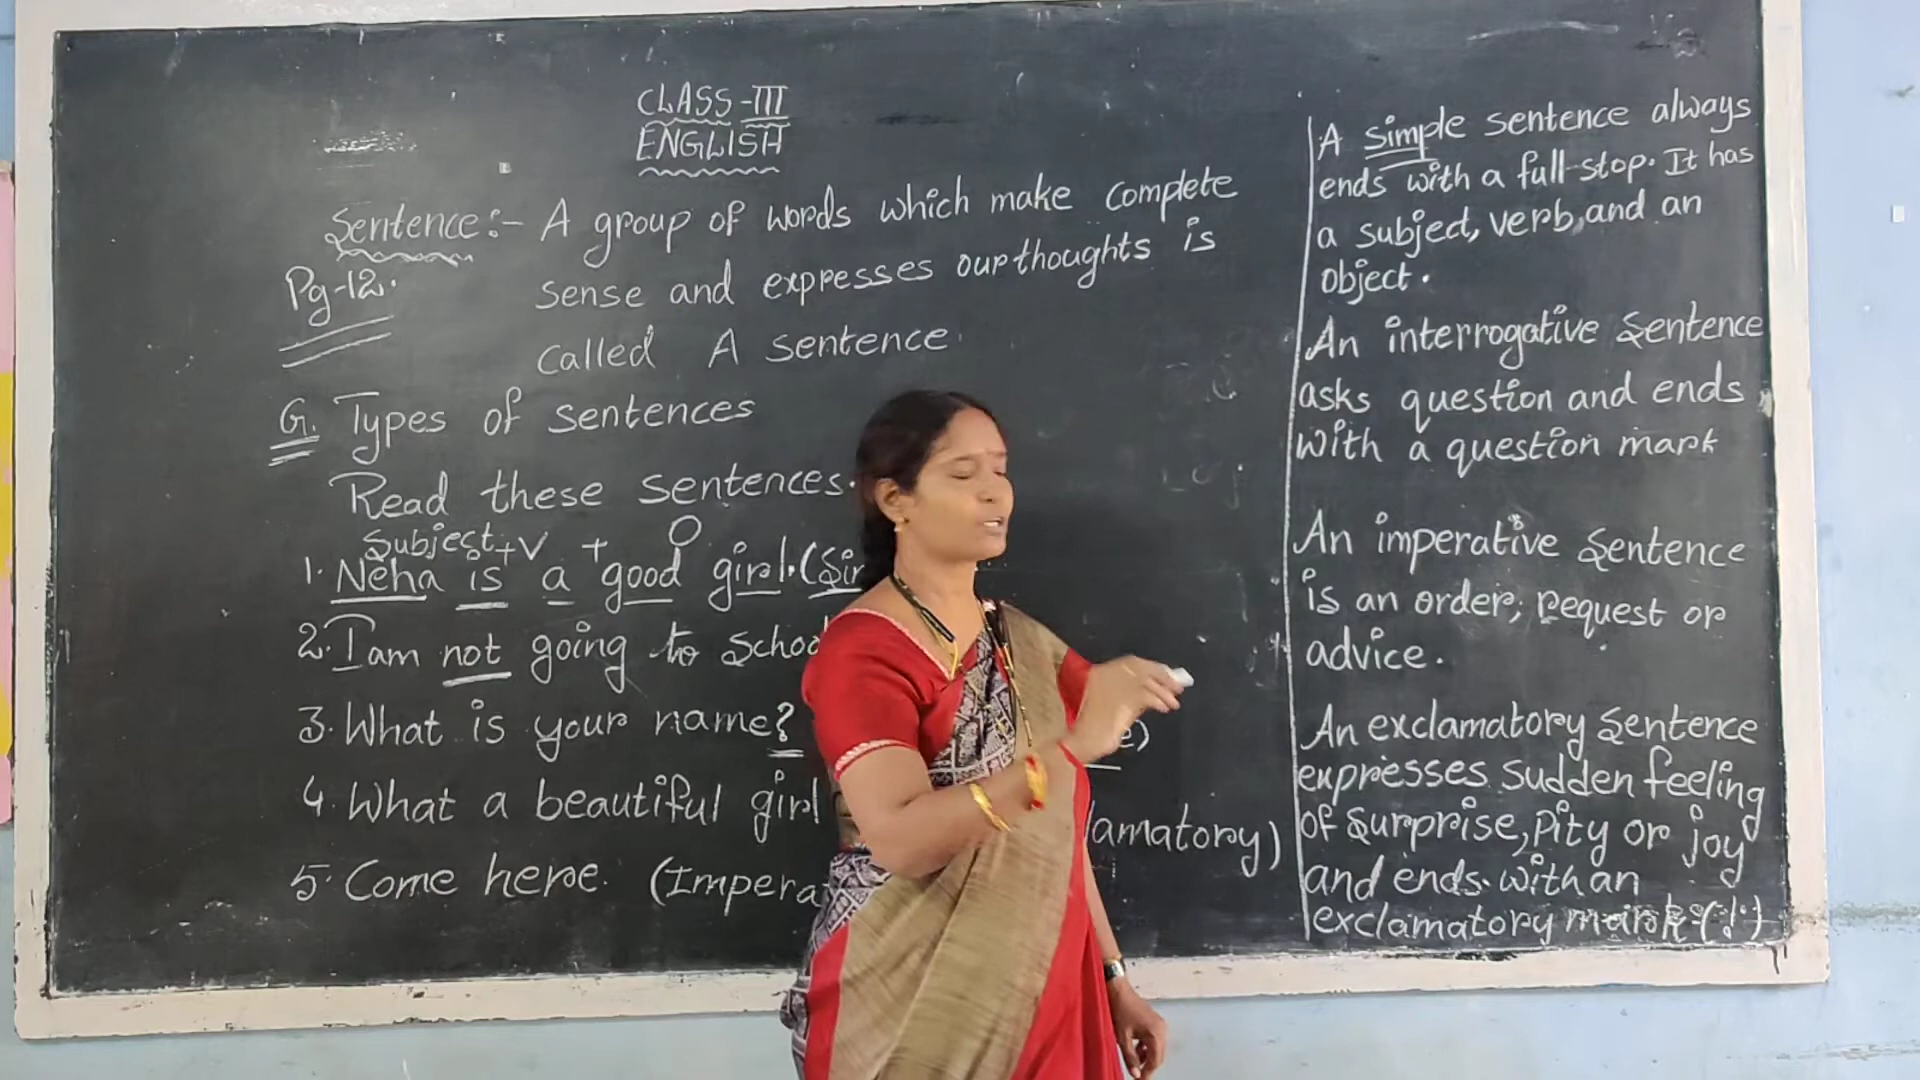 CLASS-III
ENGLISH
Sentence:- A group of words which make complete
Pg-12.
sense and expresses our thoughts is
called A sentence.
G. Types of sentences
Read these sentences.
Subject + V + O
1. Neha is a good girl. (Sim
2. I am not going to school
3. What is your name?
4. What a beautiful girl lamatory)
5. Come here. (Impera
A simple sentence always
ends with a full stop. It has
a subject, verb, and an
object.
An interrogative sentence
asks question and ends
with a question mark
An imperative sentence
is an order, request or
advice.
An exclamatory sentence
expresses sudden feeling
of surprise, pity or joy
and ends with an
exclamatory mark (!)